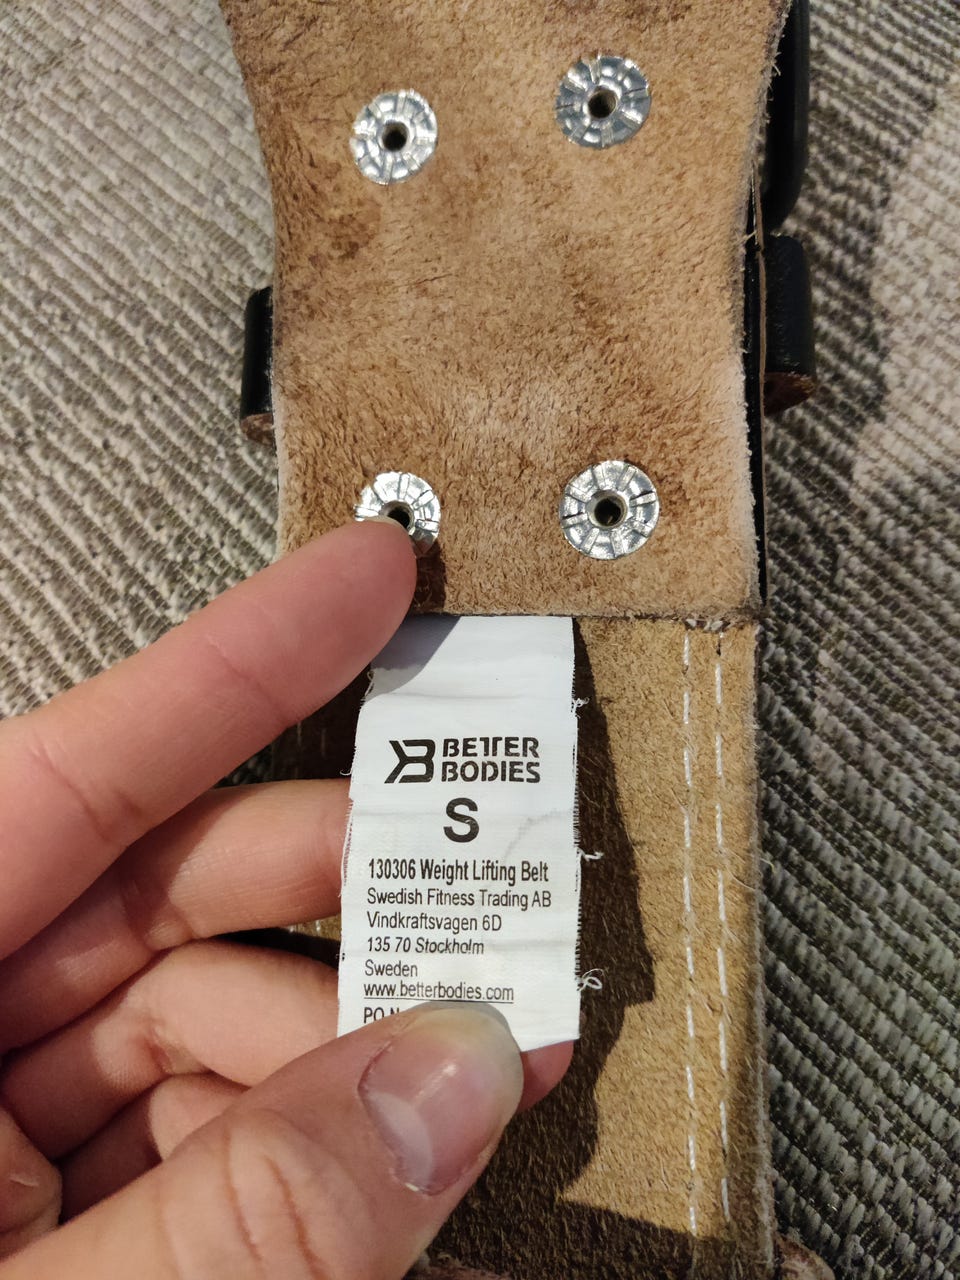 BETTER
BODIES
S
130306 Weight Lifting Belt
Swedish Fitness Trading AB
Vindkraftsvagen 6D
135 70 Stockholm
Sweden
www.betterbodies.com
PO